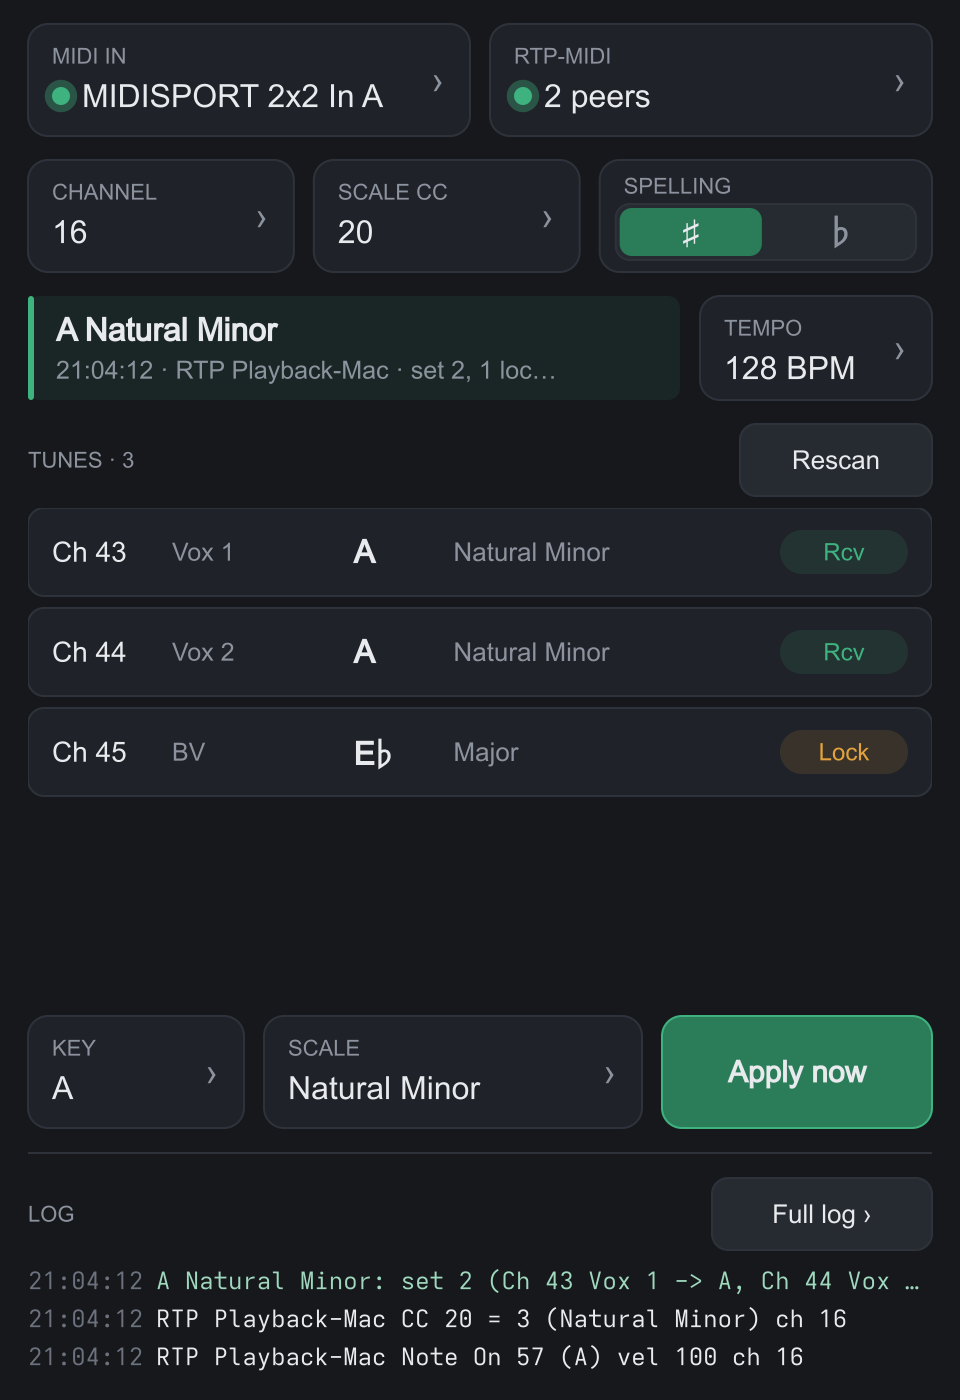 MIDI IN
MIDISPORT 2x2 In A ›
RTP-MIDI
2 peers ›
CHANNEL
16 ›
SCALE CC
20 ›
SPELLING
♯ ♭
A Natural Minor
21:04:12 · RTP Playback-Mac · set 2, 1 loc…
TEMPO
128 BPM ›
TUNES · 3
Rescan
Ch 43 Vox 1 A Natural Minor Rcv
Ch 44 Vox 2 A Natural Minor Rcv
Ch 45 BV E♭ Major Lock
KEY
A ›
SCALE
Natural Minor ›
Apply now
LOG
Full log ›
21:04:12 A Natural Minor: set 2 (Ch 43 Vox 1 -> A, Ch 44 Vox …
21:04:12 RTP Playback-Mac CC 20 = 3 (Natural Minor) ch 16
21:04:12 RTP Playback-Mac Note On 57 (A) vel 100 ch 16